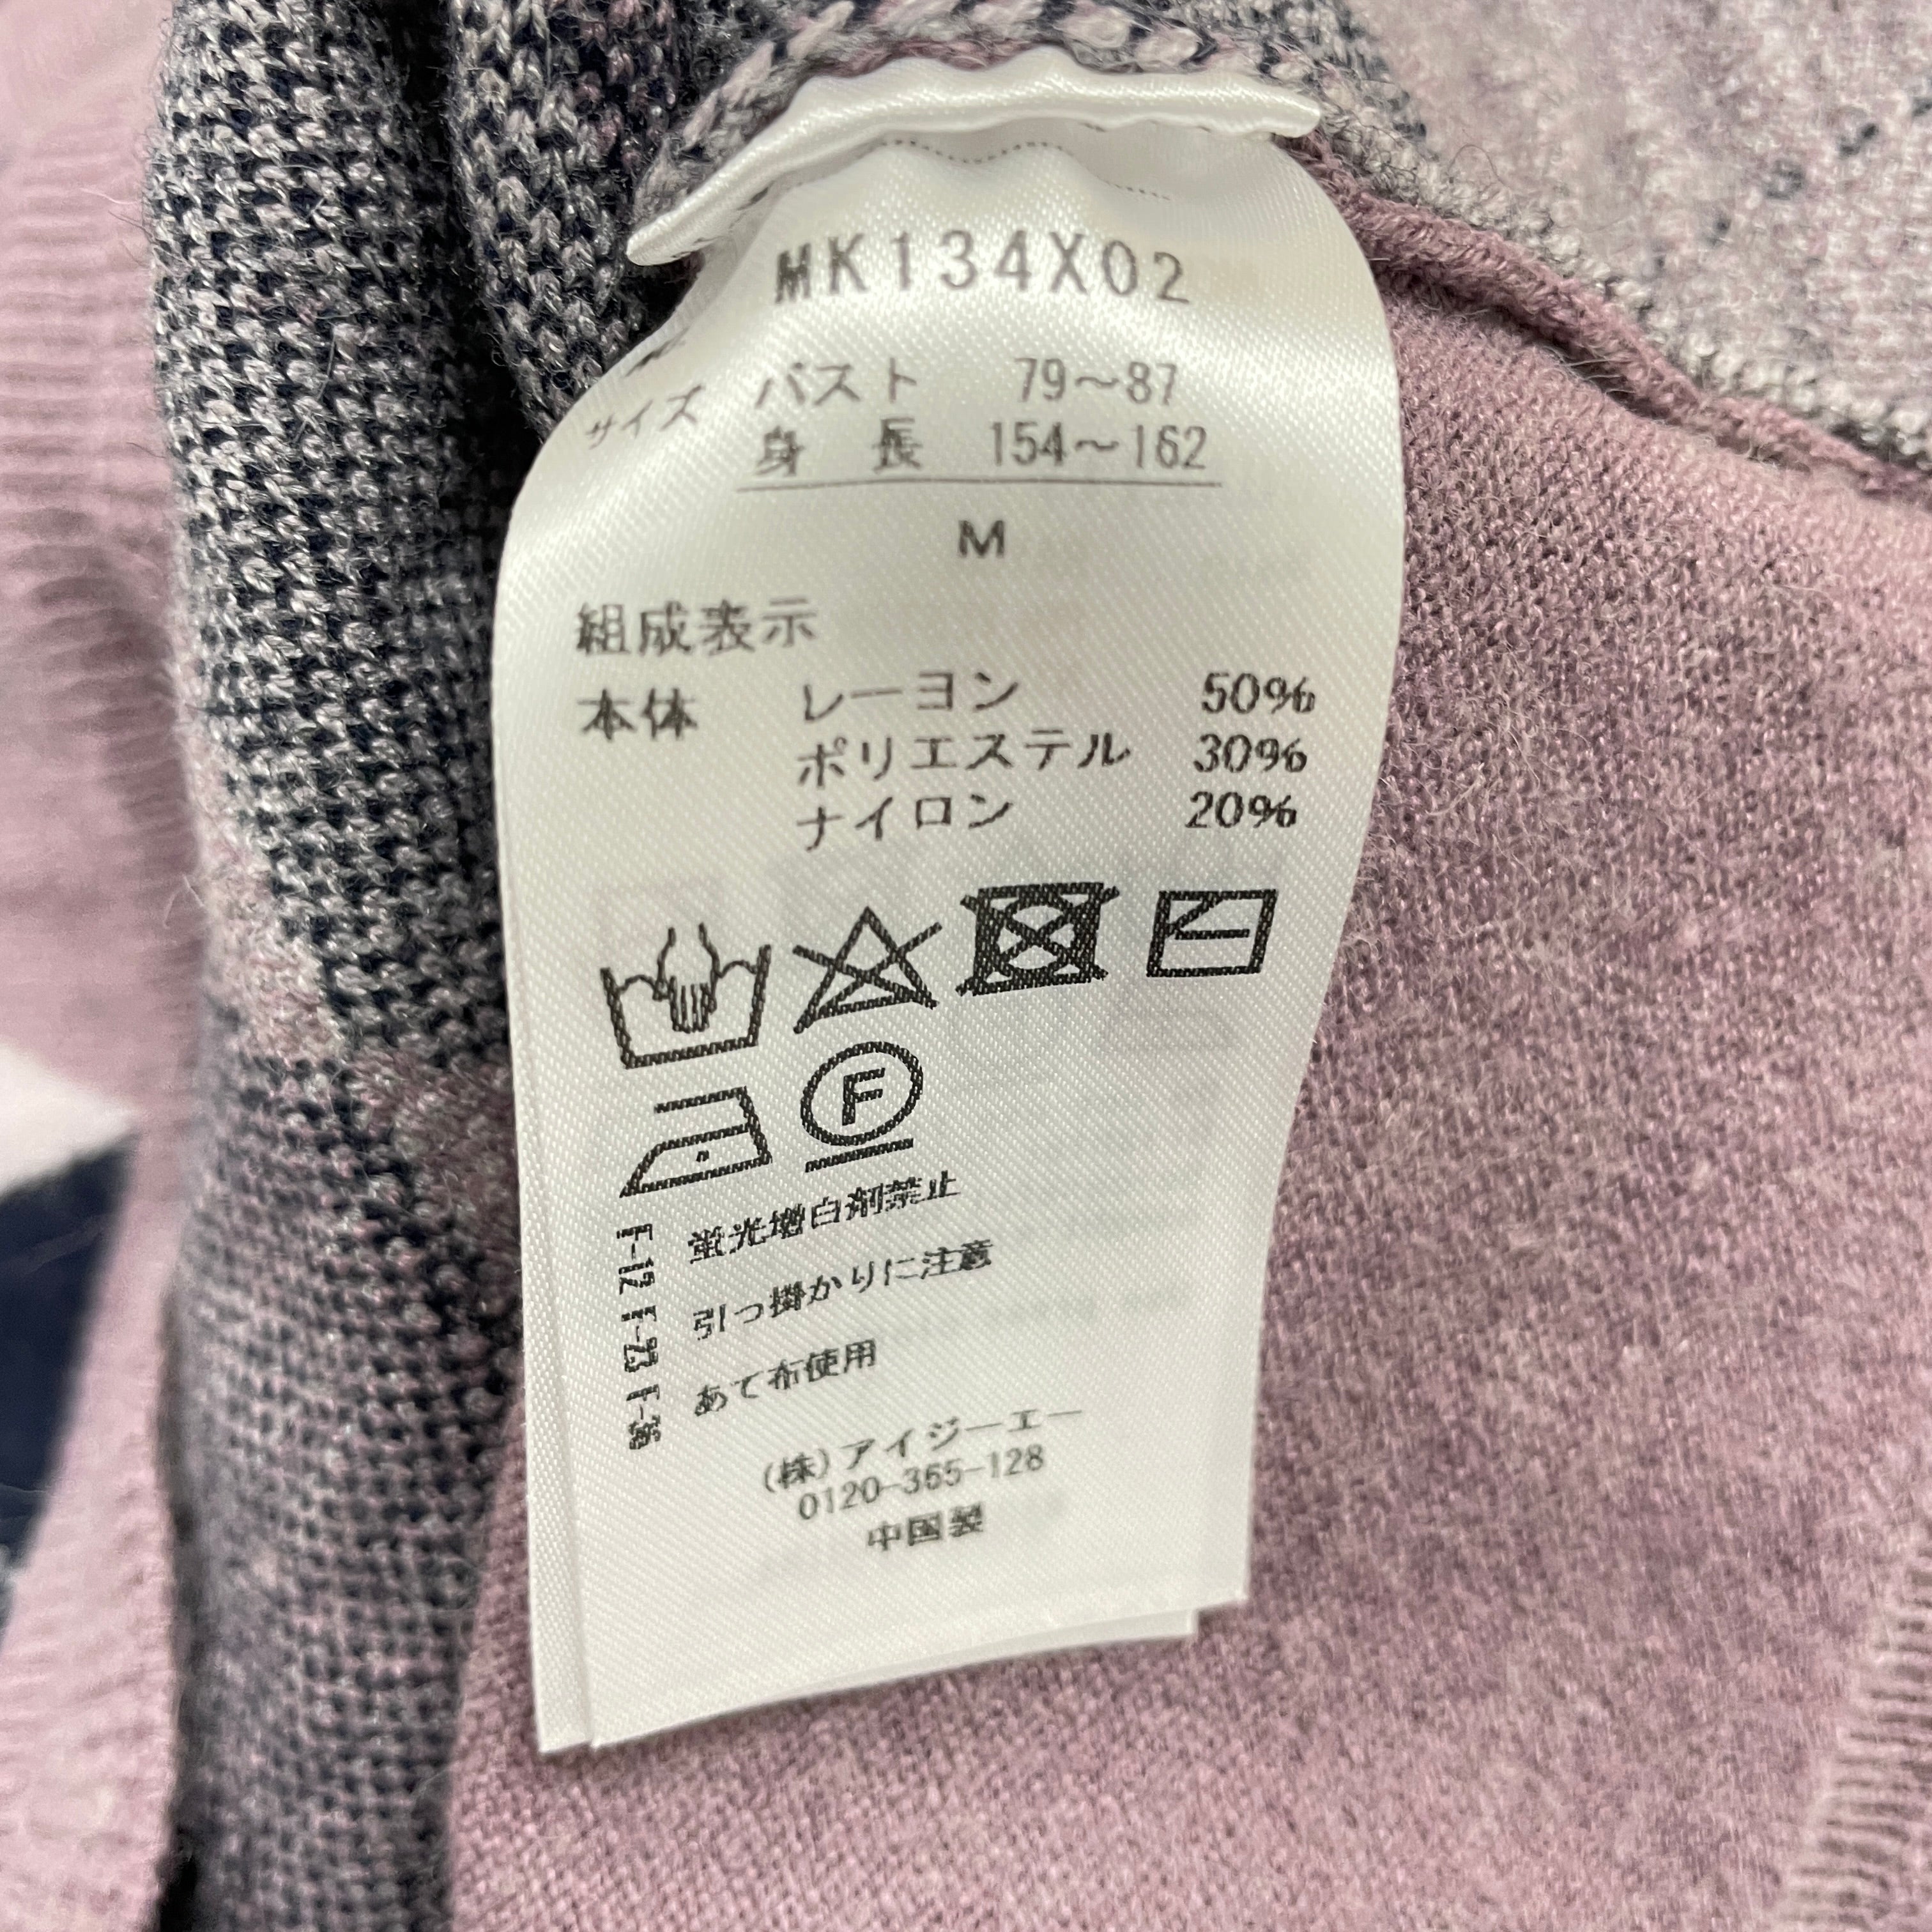 MK134X02
サイズ バスト 79～87
身 長 154～162
M
組成表示
本体 レーヨン 50%
ポリエステル 30%
ナイロン 20%
F
F-12 蛍光増白剤禁止
F-23 引っ掛かりに注意
F-36 あて布使用
(株)アイジーエー
0120-365-128
中国製